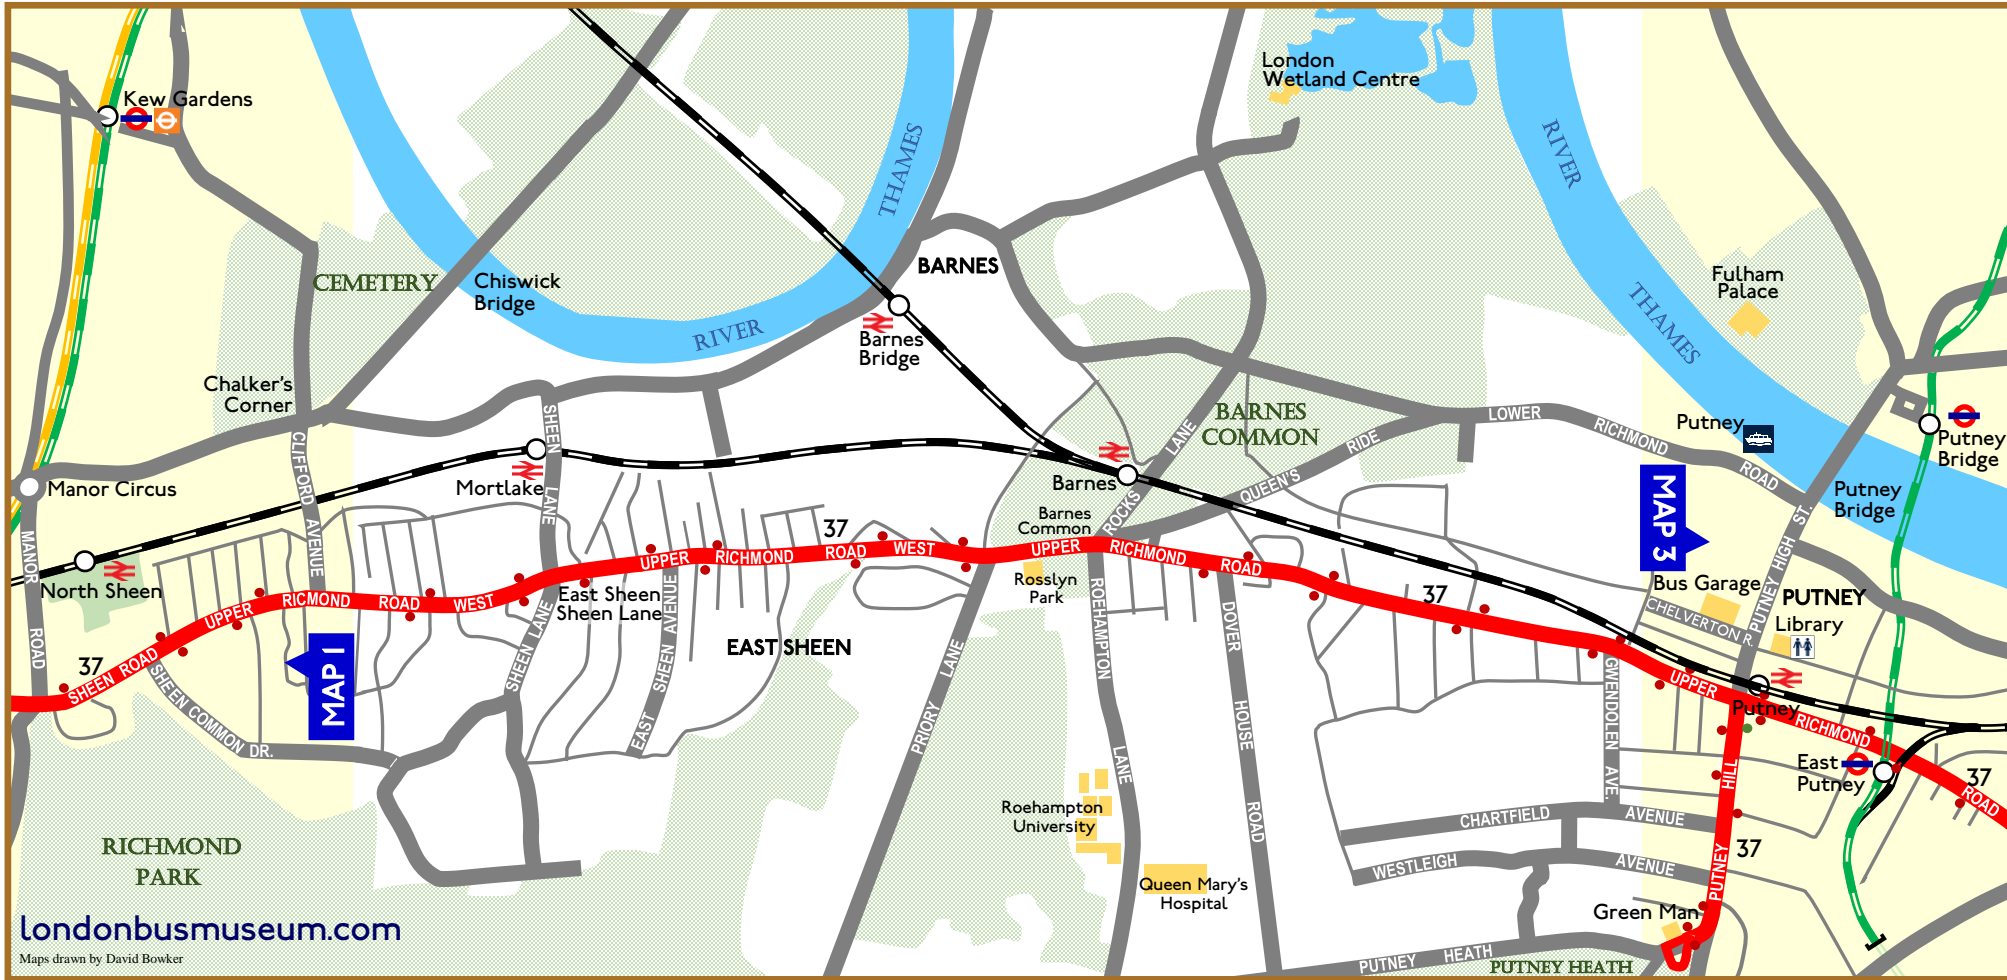 Kew Gardens
London
Wetland Centre
THAMES
RIVER
CEMETERY
Chiswick
Bridge
BARNES
Fulham
Palace
RIVER
THAMES
Barnes
Bridge
Chalker's
Corner
SHEEN
LANE
CLIFFORD
AVENUE
BARNES
COMMON
LANE
ROCKS
QUEEN'S
RIDE
LOWER
RICHMOND
ROAD
Putney
Putney
Bridge
Putney
Bridge
Manor Circus
Mortlake
Barnes
Barnes
Common
MAP 3
ST.
PUTNEY HIGH
MANOR
ROAD
North Sheen
37
UPPER
RICHMOND
ROAD
WEST
UPPER
RICHMOND
ROAD
UPPER
RICMOND
ROAD
WEST
SHEEN ROAD
37
East Sheen
Sheen Lane
Rosslyn
Park
37
Bus Garage
CHELVERTON R.
PUTNEY
Library
MAP 1
SHEEN COMMON DR.
SHEEN LANE
EAST
SHEEN AVENUE
EAST SHEEN
PRIORY
LANE
ROEHAMPTON
LANE
DOVER
HOUSE
ROAD
GWENDOLEN
AVE.
UPPER
Putney
RICHMOND
ROAD
East
Putney
37
HILL
PUTNEY
37
Roehampton
University
CHARTFIELD
AVENUE
WESTLEIGH
AVENUE
RICHMOND
PARK
Queen Mary's
Hospital
Green Man
PUTNEY
HEATH
PUTNEY HEATH
londonbusmuseum.com
Maps drawn by David Bowker